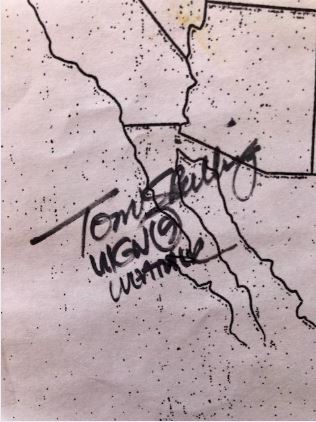 Tom Skilling
WGN 9
WEATHER